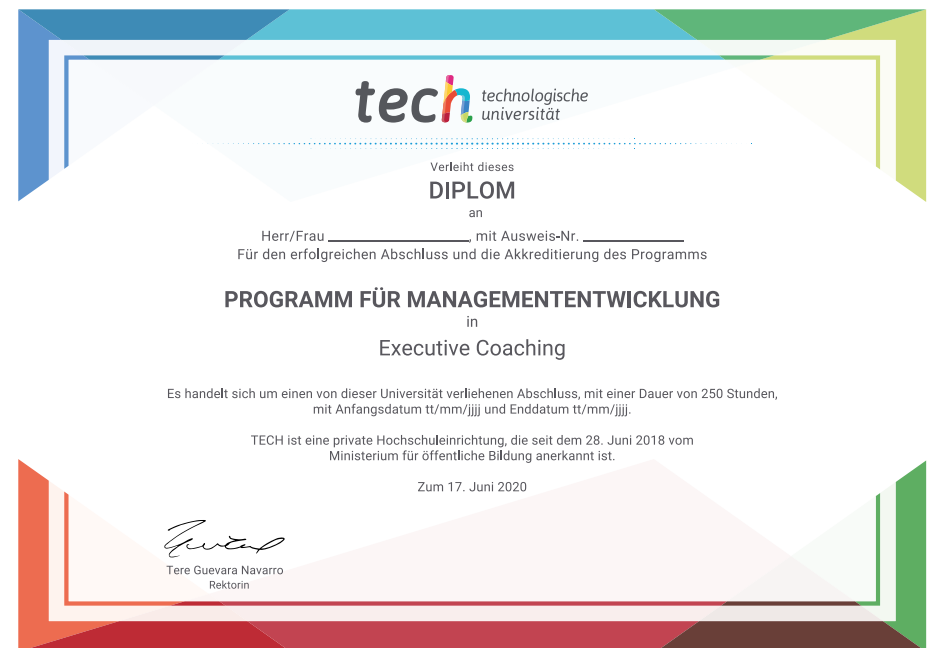 tech technologische
universität
Verleiht dieses
DIPLOM
an
Herr/Frau ____________________, mit Ausweis-Nr. ______________
Für den erfolgreichen Abschluss und die Akkreditierung des Programms
PROGRAMM FÜR MANAGEMENTENTWICKLUNG
in
Executive Coaching
Es handelt sich um einen von dieser Universität verliehenen Abschluss, mit einer Dauer von 250 Stunden,
mit Anfangsdatum tt/mm/jjjj und Enddatum tt/mm/jjjj.
TECH ist eine private Hochschuleinrichtung, die seit dem 28. Juni 2018 vom
Ministerium für öffentliche Bildung anerkannt ist.
Zum 17. Juni 2020
Tere Guevara Navarro
Rektorin